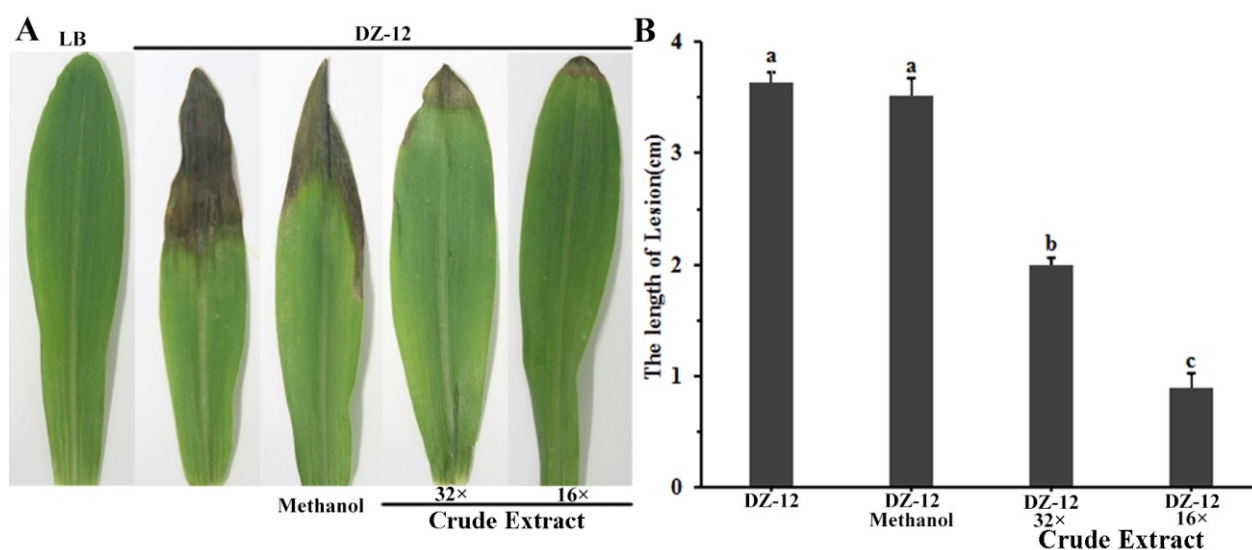 A
LB
DZ-12
Methanol
32×
16×
Crude Extract
B
The length of Lesion(cm)
4
3
2
1
0
a
a
b
c
DZ-12
DZ-12
Methanol
DZ-12
32×
DZ-12
16×
Crude Extract